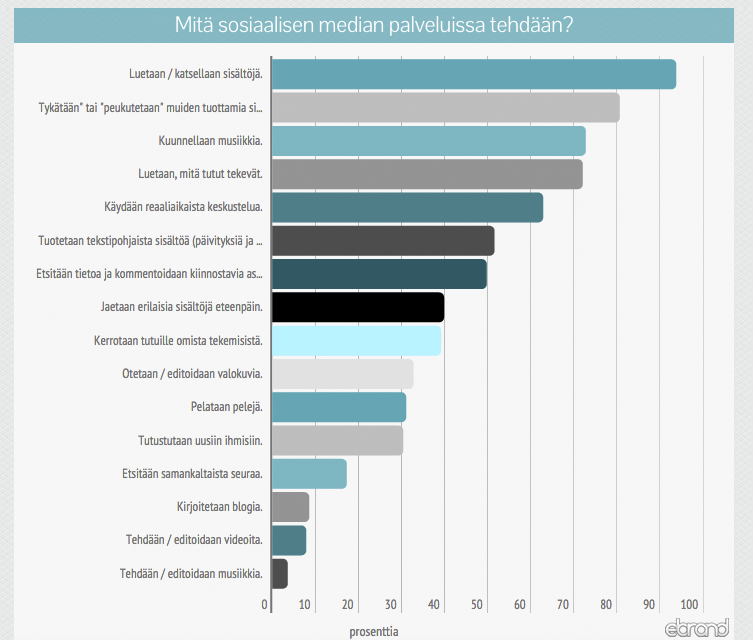 Mitä sosiaalisen median palveluissa tehdään?
Luetaan / katsellaan sisältöjä.
Tykätään" tai "peukutetaan" muiden tuottamia si...
Kuunnellaan musiikkia.
Luetaan, mitä tutut tekevät.
Käydään reaaliaikaista keskustelua.
Tuotetaan tekstipohjaista sisältöä (päivityksiä ja ...
Etsitään tietoa ja kommentoidaan kiinnostavia as...
Jaetaan erilaisia sisältöjä eteenpäin.
Kerrotaan tutuille omista tekemisistä.
Otetaan / editoidaan valokuvia.
Pelataan pelejä.
Tutustutaan uusiin ihmisiin.
Etsitään samankaltaista seuraa.
Kirjoitetaan blogia.
Tehdään / editoidaan videoita.
Tehdään / editoidaan musiikkia.
0 10 20 30 40 50 60 70 80 90 100
prosenttia
ebrand